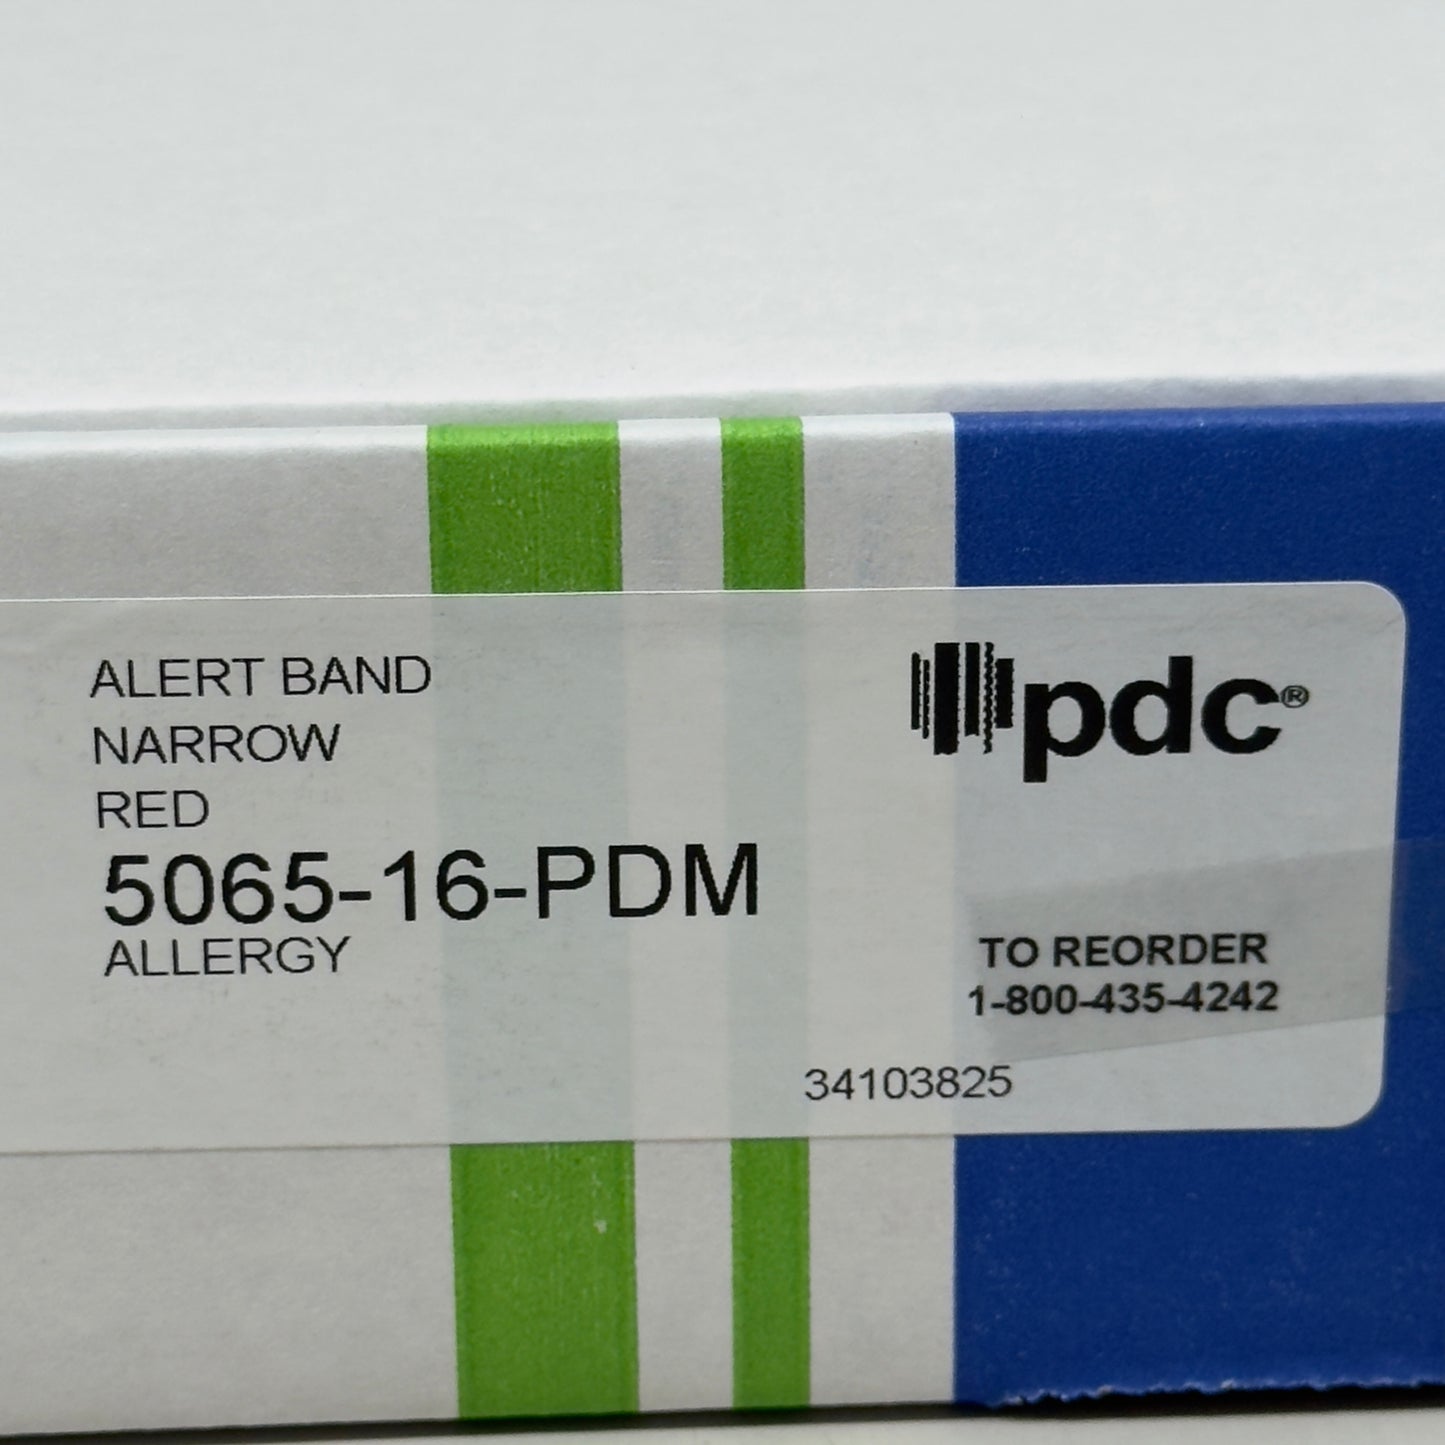 ALERT BAND
NARROW
RED
5065-16-PDM
ALLERGY
pdc®
TO REORDER
1-800-435-4242
34103825